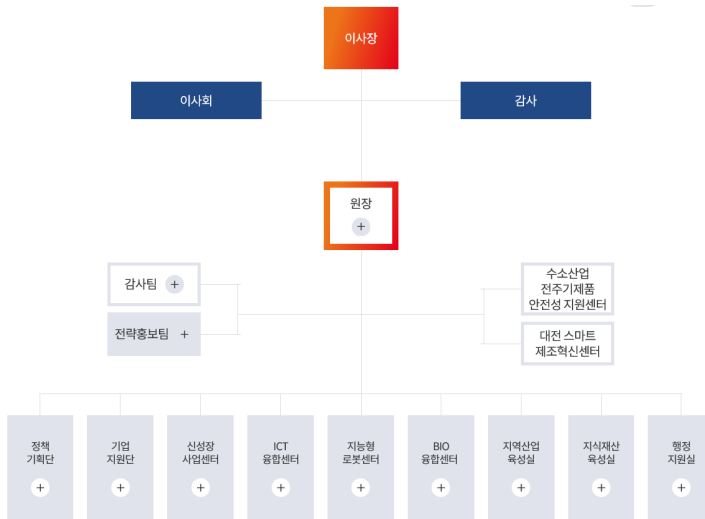 이사장
이사회
감사
원장
+
감사팀 +
전략홍보팀 +
수소산업
전주기제품
안전성 지원센터
대전 스마트
제조혁신센터
정책
기획단
+
기업
지원단
+
신성장
사업센터
+
ICT
융합센터
+
지능형
로봇센터
+
BIO
융합센터
+
지역산업
육성실
+
지식재산
육성실
+
행정
지원실
+